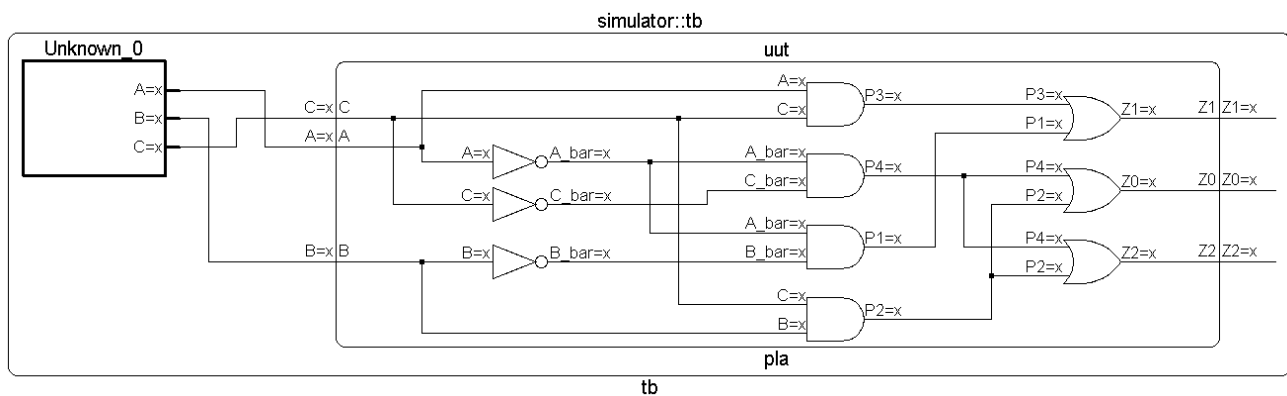 simulator::tb
Unknown_0
uut
A=x
B=x
C=x
C=x C
A=x A
B=x B
A=x
C=x
P3=x
P3=x
P1=x
Z1=x
Z1 Z1=x
A=x
A_bar=x
A_bar=x
C_bar=x
P4=x
P4=x
P2=x
Z0=x
Z0 Z0=x
C=x
C_bar=x
A_bar=x
B_bar=x
P1=x
B=x
B_bar=x
P4=x
P2=x
Z2=x
Z2 Z2=x
C=x
B=x
P2=x
pla
tb